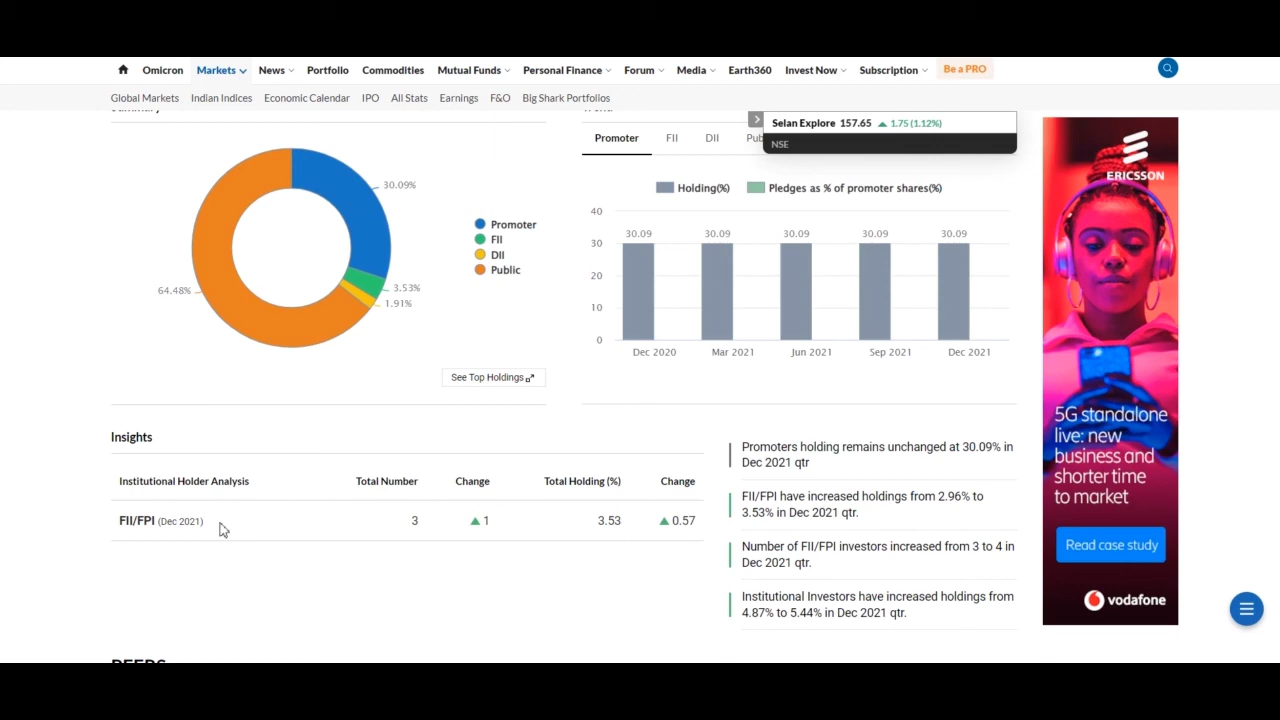 Omicron Markets News Portfolio Commodities Mutual Funds Personal Finance Forum Media Earth360 Invest Now Subscription Be a PRO
Global Markets Indian Indices Economic Calendar IPO All Stats Earnings F&O Big Shark Portfolios
Selan Explore 157.65 1.75 (1.12%)
NSE
Promoter FII DII
Holding(%) Pledges as % of promoter shares(%)
30.09%
3.53%
1.91%
64.48%
Promoter
FII
DII
Public
See Top Holdings
40
30
20
10
0
30.09 30.09 30.09 30.09 30.09
Dec 2020 Mar 2021 Jun 2021 Sep 2021 Dec 2021
Insights
Institutional Holder Analysis Total Number Change Total Holding (%) Change
FII/FPI (Dec 2021) 3 1 3.53 0.57
Promoters holding remains unchanged at 30.09% in
Dec 2021 qtr
FII/FPI have increased holdings from 2.96% to
3.53% in Dec 2021 qtr.
Number of FII/FPI investors increased from 3 to 4 in
Dec 2021 qtr.
Institutional Investors have increased holdings from
4.87% to 5.44% in Dec 2021 qtr.
ERICSSON
5G standalone
live: new
business and
shorter time
to market
Read case study
vodafone